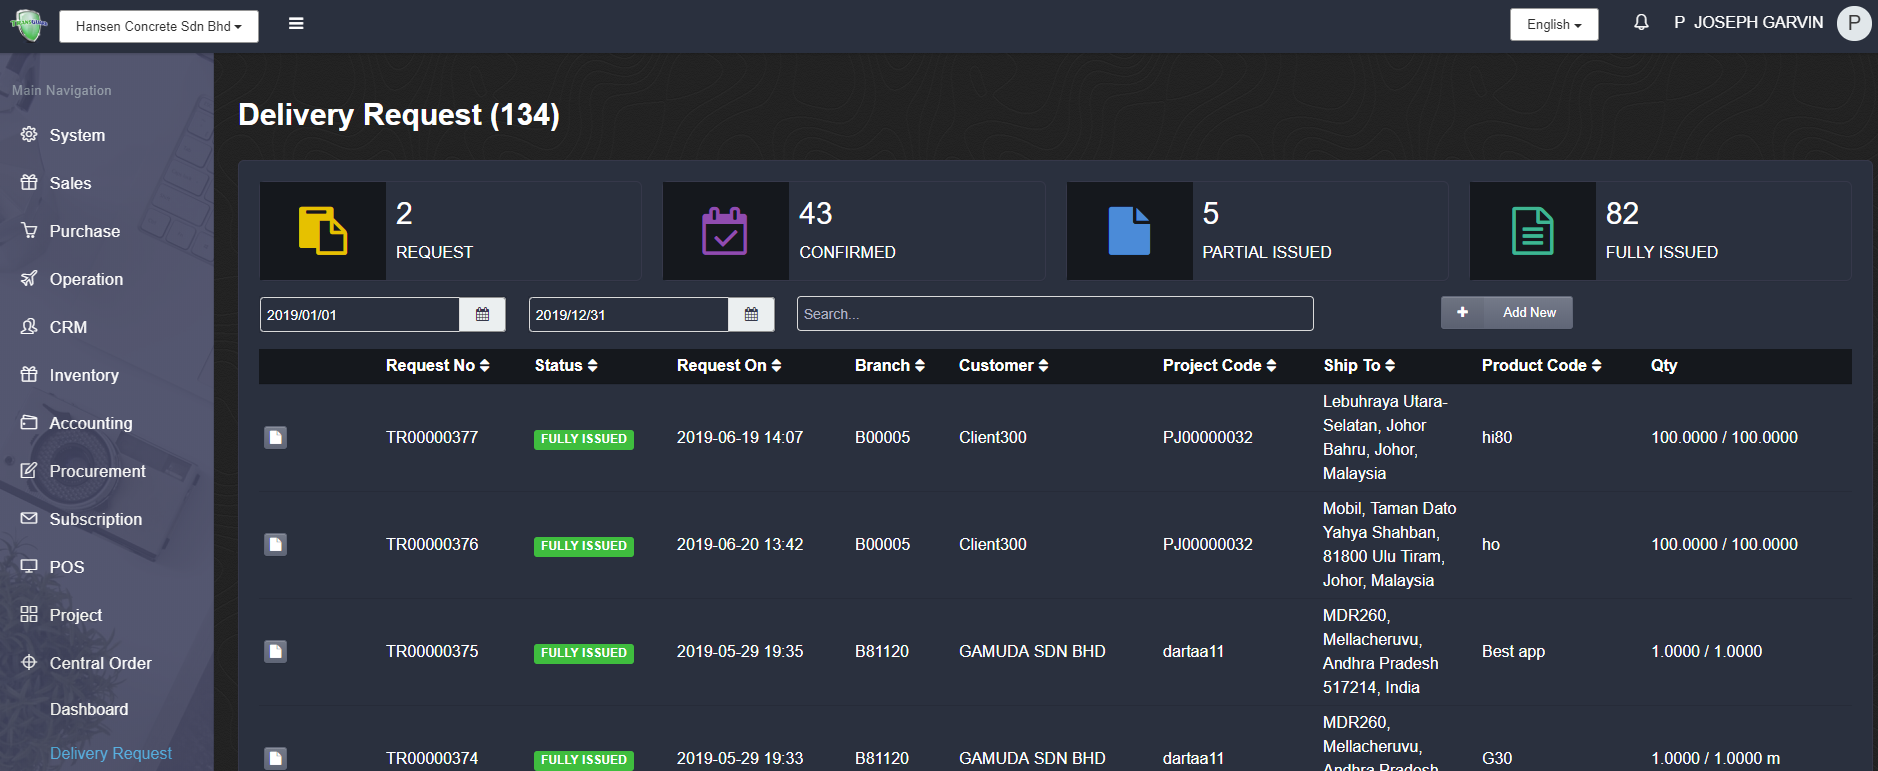 Hansen Concrete Sdn Bhd
English
P JOSEPH GARVIN
P
Main Navigation
System
Sales
Purchase
Operation
CRM
Inventory
Accounting
Procurement
Subscription
POS
Project
Central Order
Dashboard
Delivery Request
Delivery Request (134)
2
REQUEST
43
CONFIRMED
5
PARTIAL ISSUED
82
FULLY ISSUED
2019/01/01
2019/12/31
Search...
Add New
Request No Status Request On Branch Customer Project Code Ship To Product Code Qty
TR00000377 FULLY ISSUED 2019-06-19 14:07 B00005 Client300 PJ00000032
Lebuhraya Utara-
Selatan, Johor
Bahru, Johor,
Malaysia
hi80 100.0000 / 100.0000
TR00000376 FULLY ISSUED 2019-06-20 13:42 B00005 Client300 PJ00000032
Mobil, Taman Dato
Yahya Shahban,
81800 Ulu Tiram,
Johor, Malaysia
ho 100.0000 / 100.0000
TR00000375 FULLY ISSUED 2019-05-29 19:35 B81120 GAMUDA SDN BHD dartaa11
MDR260,
Mellacheruvu,
Andhra Pradesh
517214, India
Best app 1.0000 / 1.0000
TR00000374 FULLY ISSUED 2019-05-29 19:33 B81120 GAMUDA SDN BHD dartaa11
MDR260,
Mellacheruvu,
Andhra Pradesh
G30 1.0000 / 1.0000 m